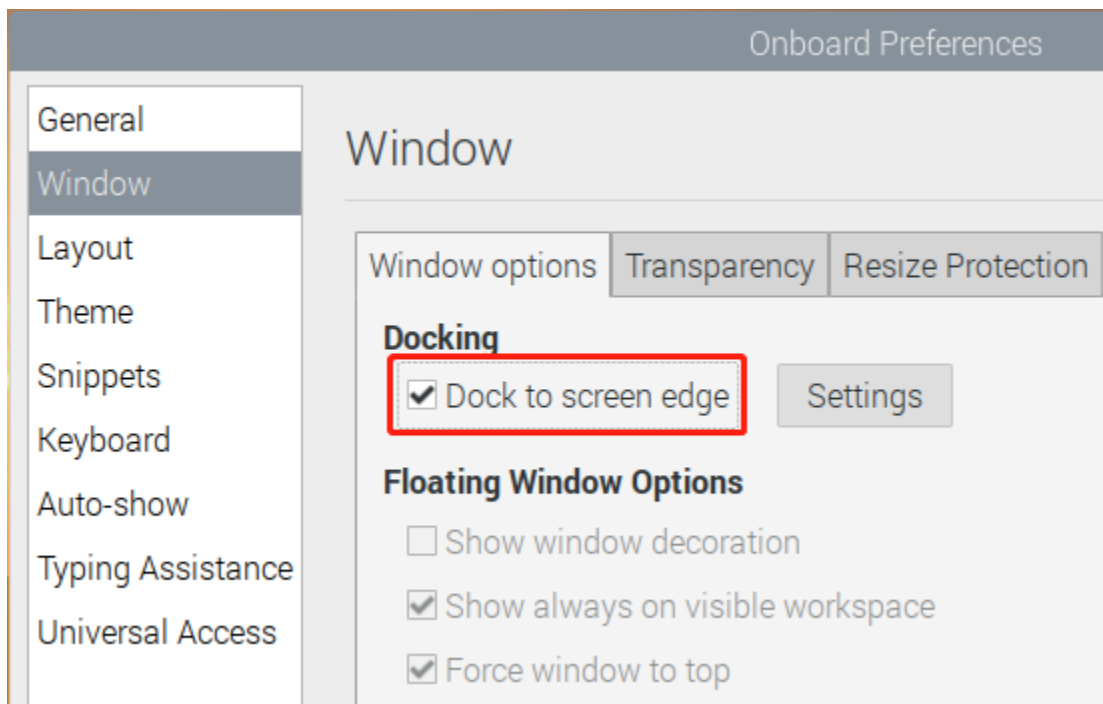 Onboard Preferences
General
Window
Layout
Theme
Snippets
Keyboard
Auto-show
Typing Assistance
Universal Access
Window
Window options Transparency Resize Protection
Docking
Dock to screen edge Settings
Floating Window Options
Show window decoration
Show always on visible workspace
Force window to top